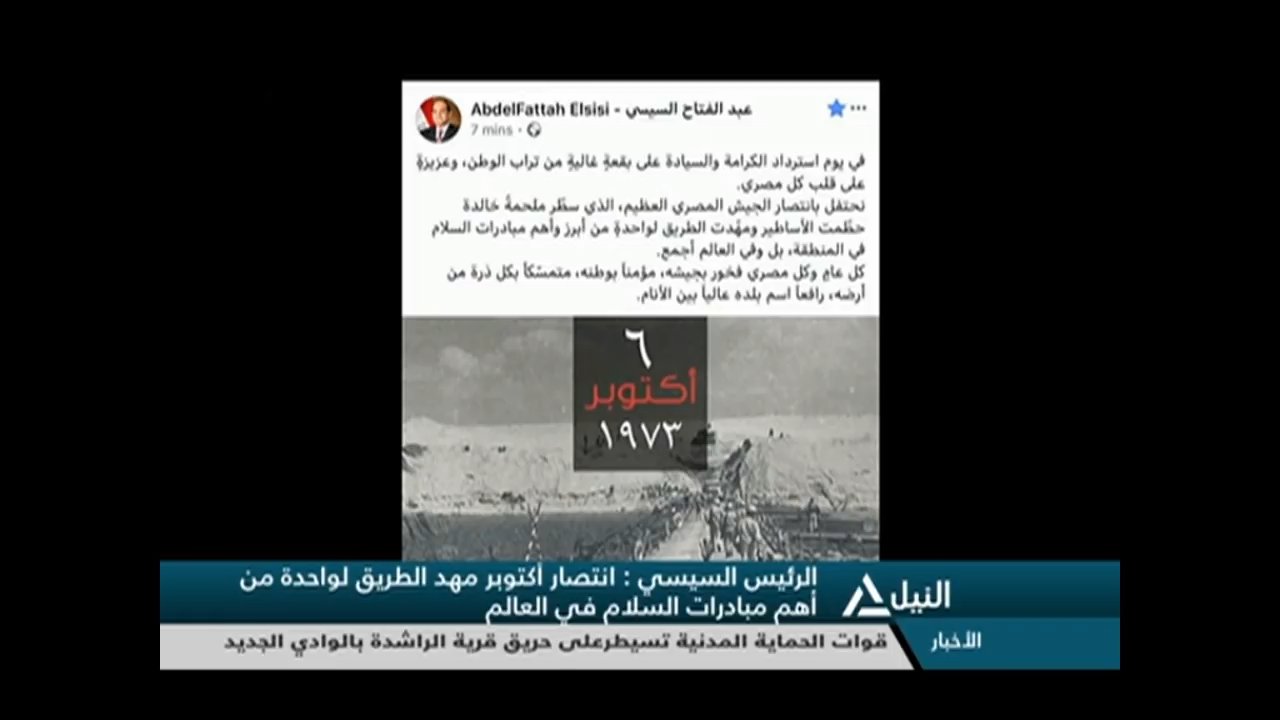 AbdelFattah Elsisi - عبد الفتاح السيسي
7 mins ·
في يوم استرداد الكرامة والسيادة على بقعةٍ غاليةٍ من تراب الوطن، وعزيزةٍ
على قلب كل مصري.
نحتفل بانتصار الجيش المصري العظيم، الذي سطّر ملحمةً خالدة
حطّمت الأساطير ومهّدت الطريق لواحدةٍ من أبرز وأهم مبادرات السلام
في المنطقة، بل وفي العالم أجمع.
كل عامٍ وكل مصري فخور بجيشه، مؤمناً بوطنه، متمسّكاً بكل ذرة من
أرضه، رافعاً اسم بلده عالياً بين الأنام.
٦
أكتوبر
١٩٧٣
الرئيس السيسي : انتصار أكتوبر مهد الطريق لواحدة من
أهم مبادرات السلام في العالم
النيل
الأخبار
قوات الحماية المدنية تسيطرعلى حريق قرية الراشدة بالوادي الجديد